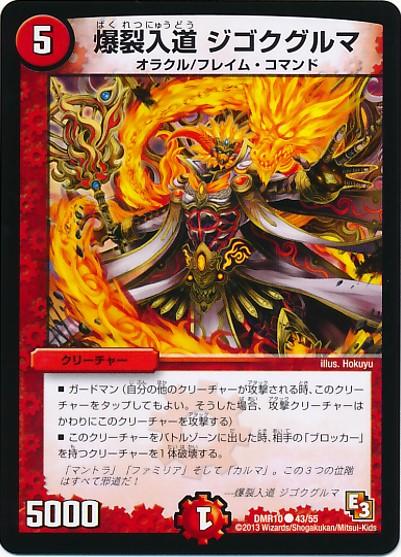 5
ばくれつにゅうどう
爆裂入道 ジゴクグルマ
オラクル/フレイム・コマンド
クリーチャー
illus. Hokuyu
■ ガードマン(自分の他のクリーチャーが攻撃される時、このクリ
ーチャーをタップしてもよい。そうした場合、攻撃クリーチャーは
かわりにこのクリーチャーを攻撃する)
■ このクリーチャーをバトルゾーンに出した時、相手の「ブロッカー」
を持つクリーチャーを1体破壊する。
「マントラ」「ファミリア」そして「カルマ」。この3つの位階
はすべて邪道だ!
---爆裂入道 ジゴクグルマ
5000
1
E3
DMR10 ● 43/55
©2013 Wizards/Shogakukan/Mitsui-Kids